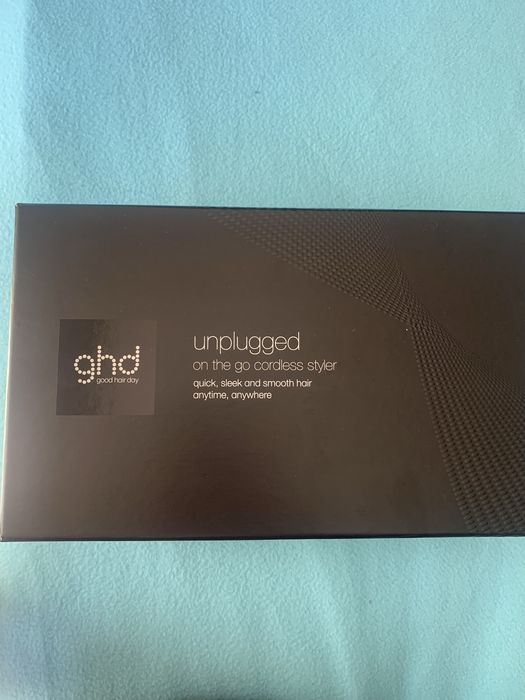 ghd
good hair day
unplugged
on the go cordless styler
quick, sleek and smooth hair
anytime, anywhere